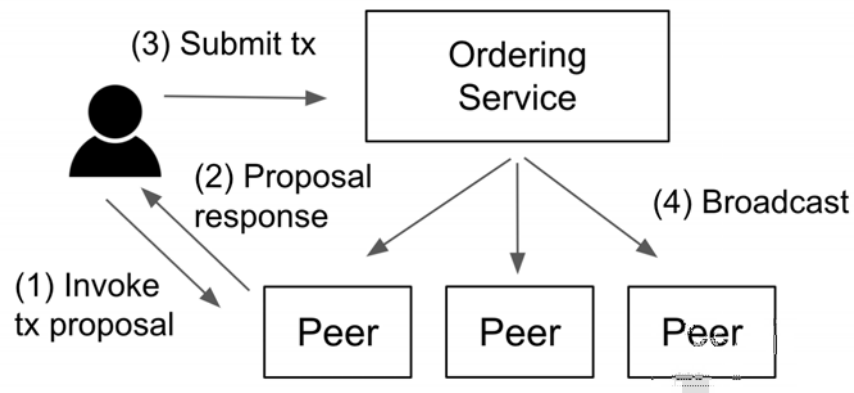 (3) Submit tx
Ordering
Service
(2) Proposal
response
(4) Broadcast
(1) Invoke
tx proposal
Peer
Peer
Peer